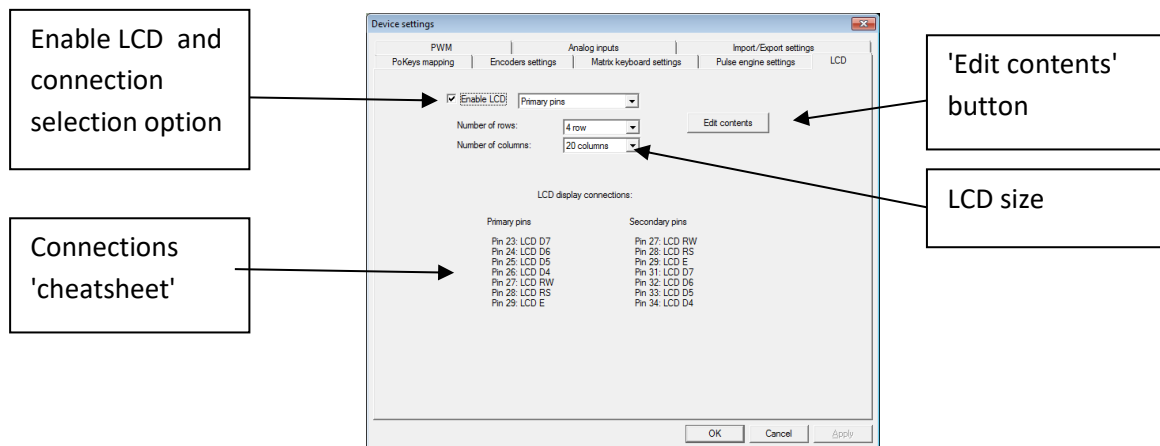 Enable LCD and
connection
selection option
Connections
'cheatsheet'
Device settings
PWM
Analog inputs
Import/Export settings
PoKeys mapping
Encoders settings
Matrix keyboard settings
Pulse engine settings
LCD
Enable LCD
Primary pins
Number of rows:
4 row
Number of columns:
20 columns
Edit contents
LCD display connections:
Primary pins
Pin 23: LCD D7
Pin 24: LCD D6
Pin 25: LCD D5
Pin 26: LCD D4
Pin 27: LCD RW
Pin 28: LCD RS
Pin 29: LCD E
Secondary pins
Pin 27: LCD RW
Pin 28: LCD RS
Pin 29: LCD E
Pin 31: LCD D7
Pin 32: LCD D6
Pin 33: LCD D5
Pin 34: LCD D4
OK
Cancel
Apply
'Edit contents'
button
LCD size